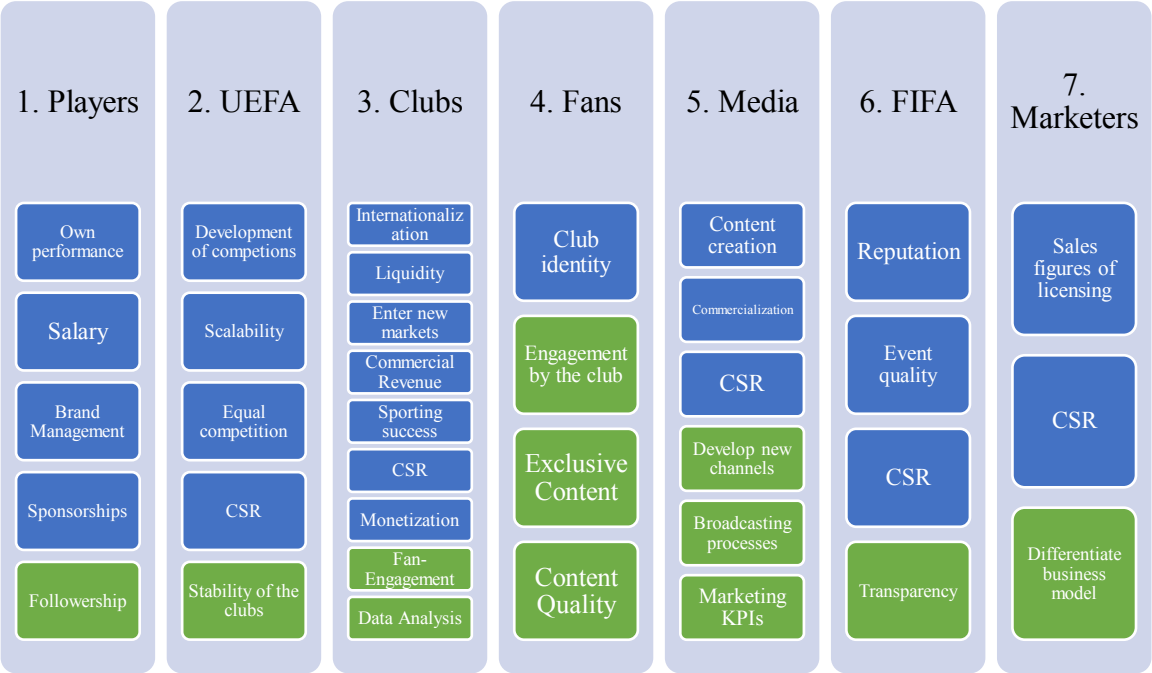 1. Players
Own
performance
Salary
Brand
Management
Sponsorships
Followership
2. UEFA
Development
of competions
Scalability
Equal
competition
CSR
Stability of the
clubs
3. Clubs
Internationaliz
ation
Liquidity
Enter new
markets
Commercial
Revenue
Sporting
success
CSR
Monetization
Fan-
Engagement
Data Analysis
4. Fans
Club
identity
Engagement
by the club
Exclusive
Content
Content
Quality
5. Media
Content
creation
Commercialization
CSR
Develop new
channels
Broadcasting
processes
Marketing
KPIs
6. FIFA
Reputation
Event
quality
CSR
Transparency
7.
Marketers
Sales
figures of
licensing
CSR
Differentiate
business
model